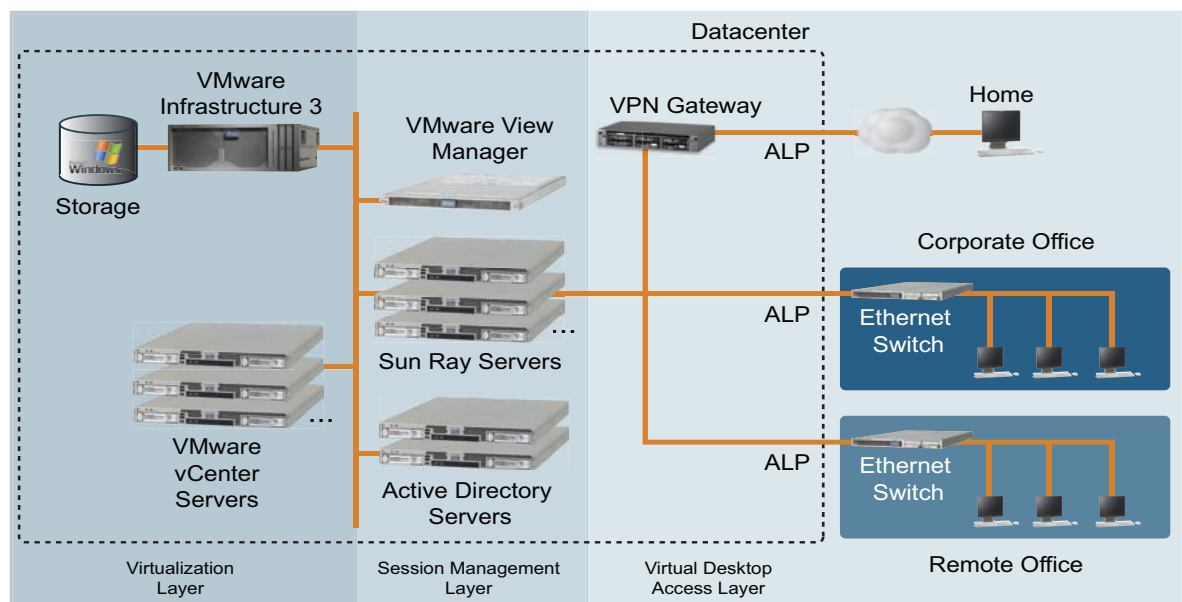 Datacenter
VMware
Infrastructure 3
Windows
Storage
VMware View
Manager
VPN Gateway
ALP
Home
Corporate Office
ALP
Ethernet
Switch
...
Sun Ray Servers
...
VMware
vCenter
Servers
Active Directory
Servers
ALP
Ethernet
Switch
Remote Office
Virtualization
Layer
Session Management
Layer
Virtual Desktop
Access Layer